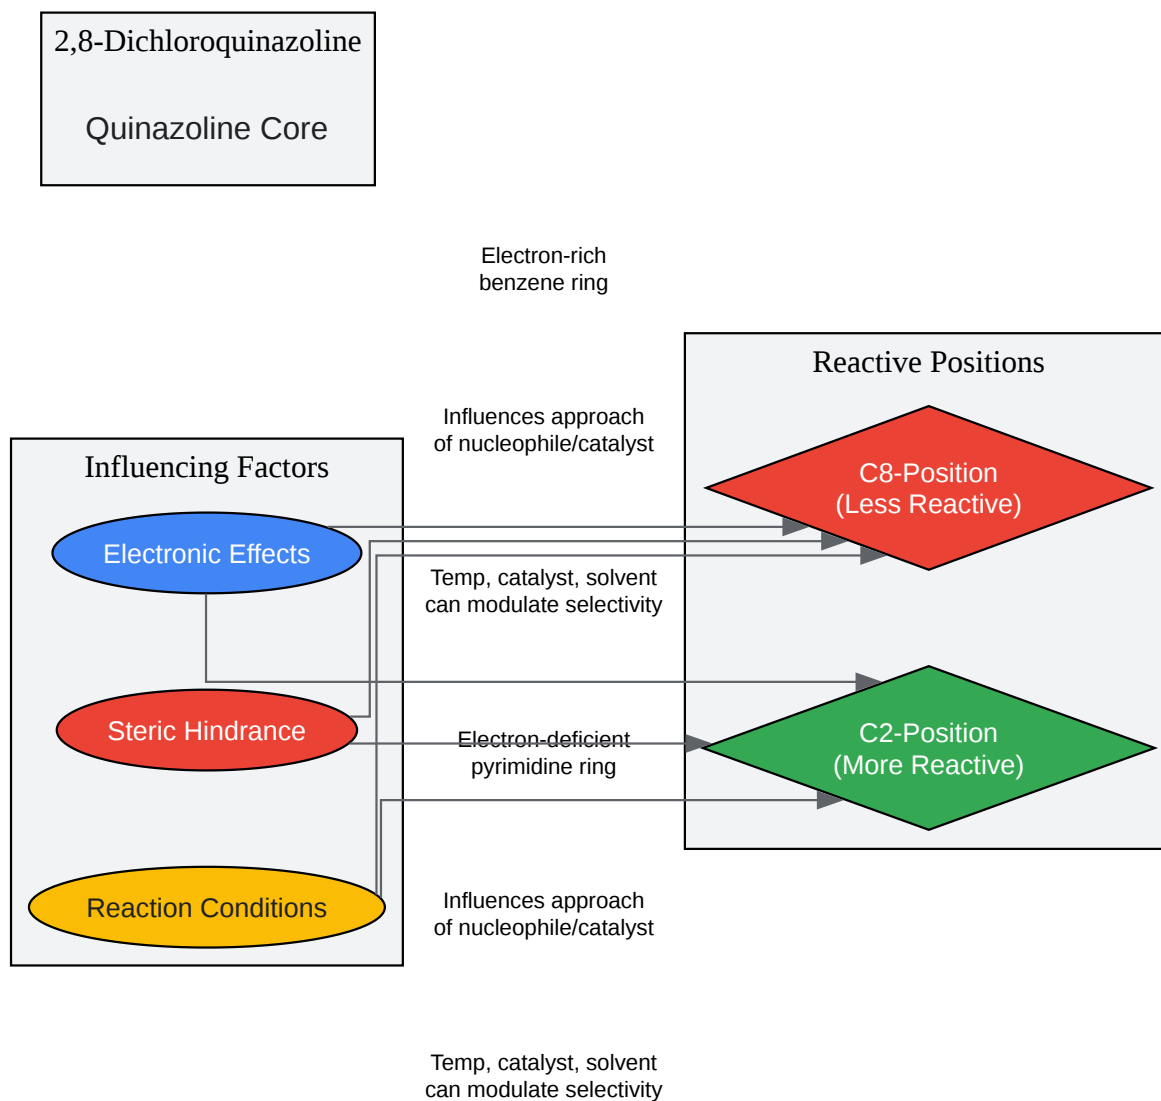 2,8-Dichloroquinazoline
Quinazoline Core
Electron-rich
benzene ring
Reactive Positions
Influences approach
of nucleophile/catalyst
C8-Position
(Less Reactive)
Influencing Factors
Electronic Effects
Temp, catalyst, solvent
can modulate selectivity
Steric Hindrance
Electron-deficient
pyrimidine ring
C2-Position
(More Reactive)
Reaction Conditions
Influences approach
of nucleophile/catalyst
Temp, catalyst, solvent
can modulate selectivity